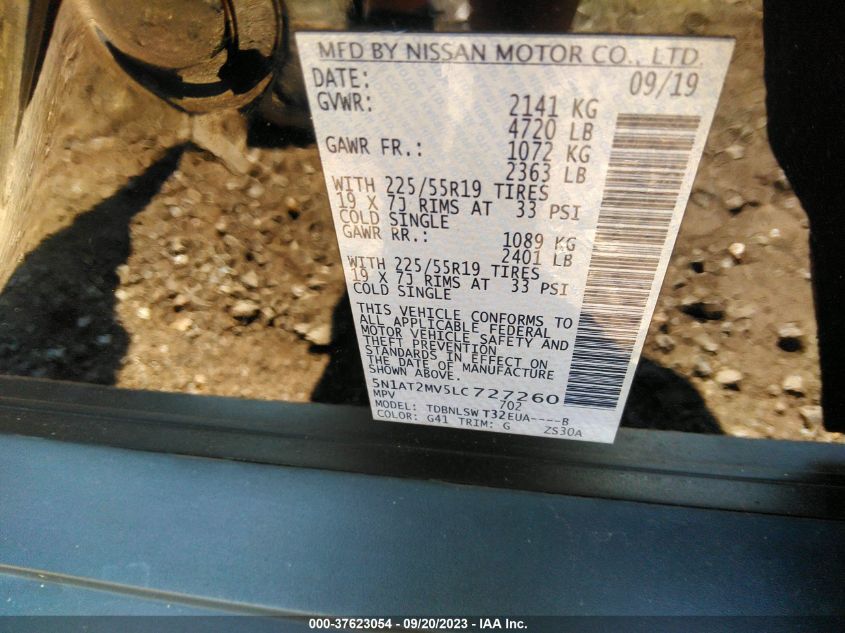 MFD BY NISSAN MOTOR CO., LTD.
DATE: 09/19
GVWR: 2141 KG
4720 LB
GAWR FR.: 1072 KG
2363 LB
WITH 225/55R19 TIRES
19 X 7J RIMS AT 33 PSI
COLD SINGLE
GAWR RR.: 1089 KG
2401 LB
WITH 225/55R19 TIRES
19 X 7J RIMS AT 33 PSI
COLD SINGLE
THIS VEHICLE CONFORMS TO
ALL APPLICABLE FEDERAL
MOTOR VEHICLE SAFETY AND
THEFT PREVENTION
STANDARDS IN EFFECT ON
THE DATE OF MANUFACTURE
SHOWN ABOVE.
5N1AT2MV5LC727260
MPV 702
MODEL: TDBNLSW T32EUA----B
COLOR: G41 TRIM: G ZS30A
000-37623054 - 09/20/2023 - IAA Inc.